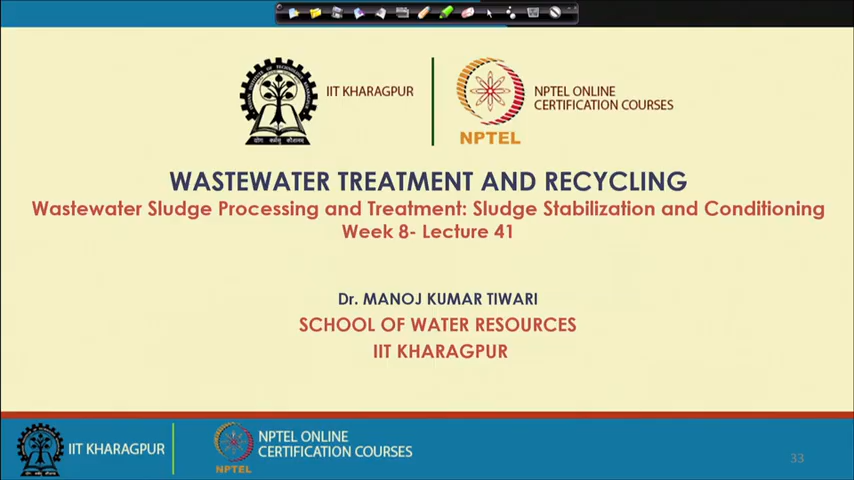 IIT KHARAGPUR
NPTEL ONLINE
CERTIFICATION COURSES
NPTEL
WASTEWATER TREATMENT AND RECYCLING
Wastewater Sludge Processing and Treatment: Sludge Stabilization and Conditioning
Week 8- Lecture 41
Dr. MANOJ KUMAR TIWARI
SCHOOL OF WATER RESOURCES
IIT KHARAGPUR
IIT KHARAGPUR
NPTEL ONLINE
CERTIFICATION COURSES
NPTEL
33